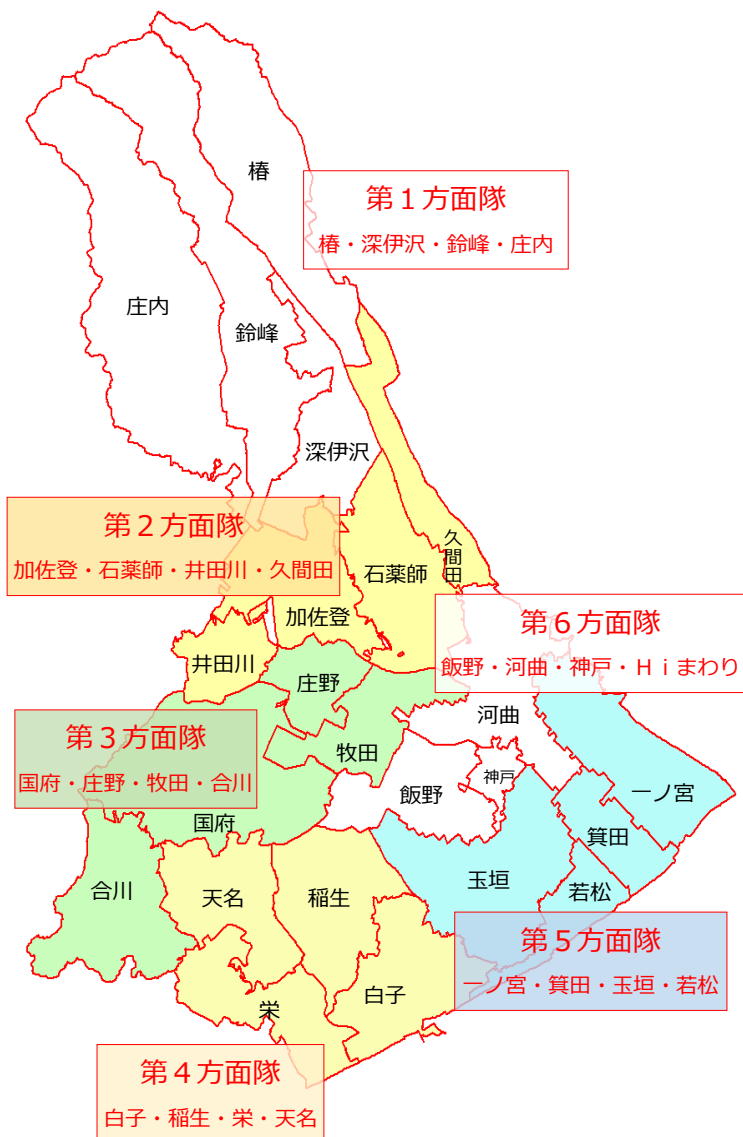 椿
第１方面隊
椿・深伊沢・鈴峰・庄内
庄内
鈴峰
深伊沢
第２方面隊
加佐登・石薬師・井田川・久間田
久間田
石薬師
加佐登
第６方面隊
飯野・河曲・神戸・Ｈｉまわり
井田川
庄野
河曲
第３方面隊
国府・庄野・牧田・合川
牧田
神戸
飯野
一ノ宮
国府
箕田
合川
天名
稲生
玉垣
若松
第５方面隊
一ノ宮・箕田・玉垣・若松
白子
栄
第４方面隊
白子・稲生・栄・天名